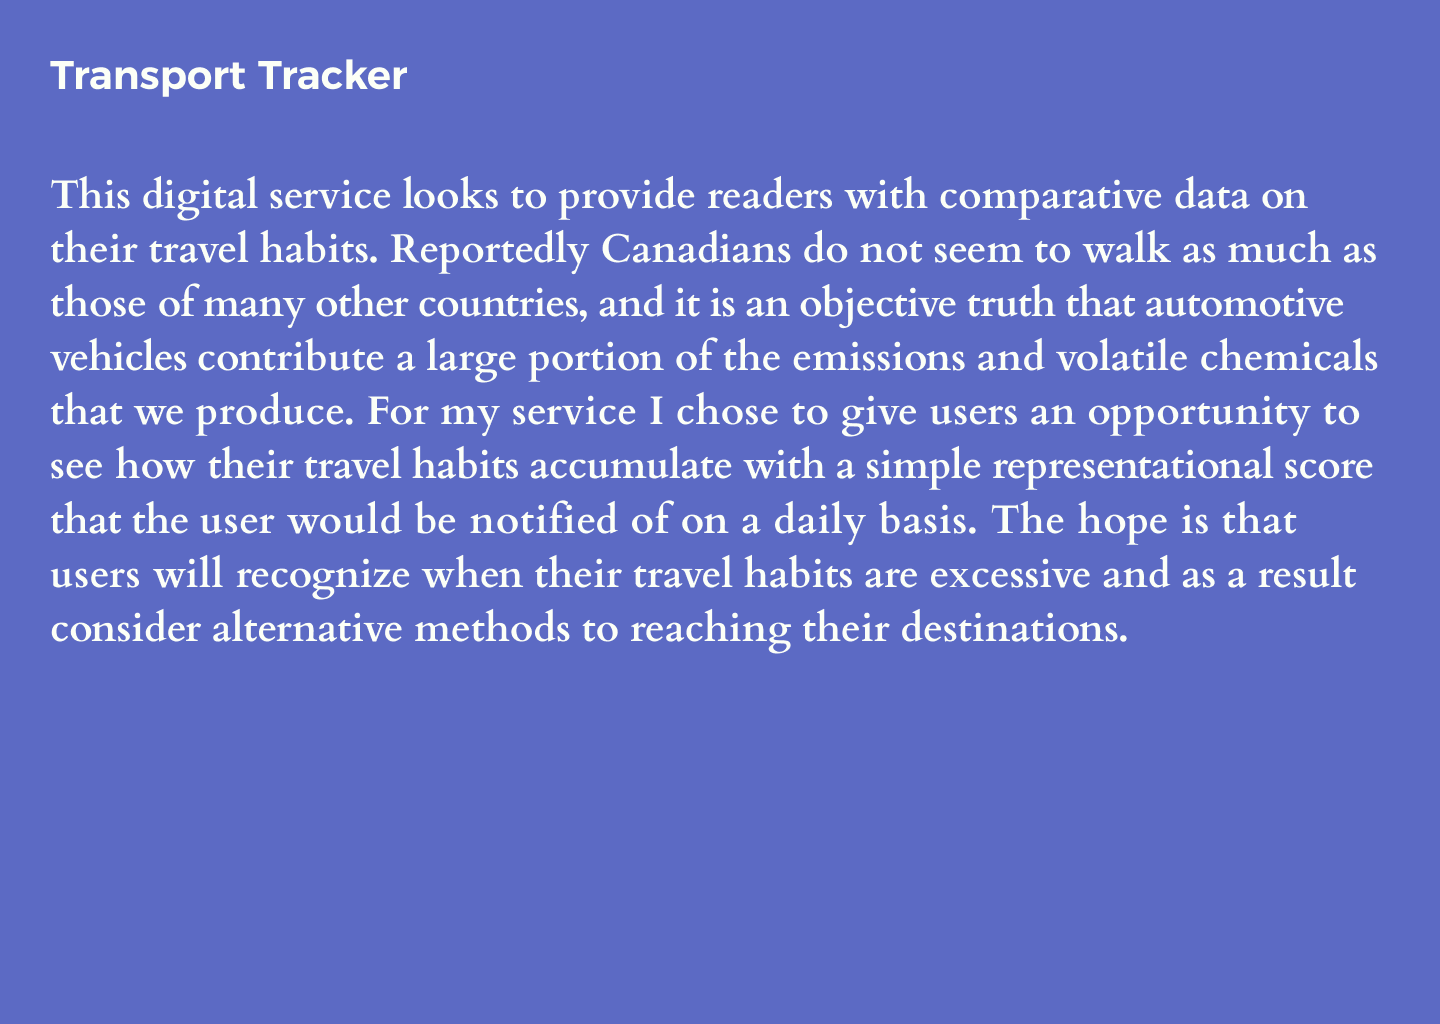 Transport Tracker
This digital service looks to provide readers with comparative data on
their travel habits. Reportedly Canadians do not seem to walk as much as
those of many other countries, and it is an objective truth that automotive
vehicles contribute a large portion of the emissions and volatile chemicals
that we produce. For my service I chose to give users an opportunity to
see how their travel habits accumulate with a simple representational score
that the user would be notified of on a daily basis. The hope is that
users will recognize when their travel habits are excessive and as a result
consider alternative methods to reaching their destinations.